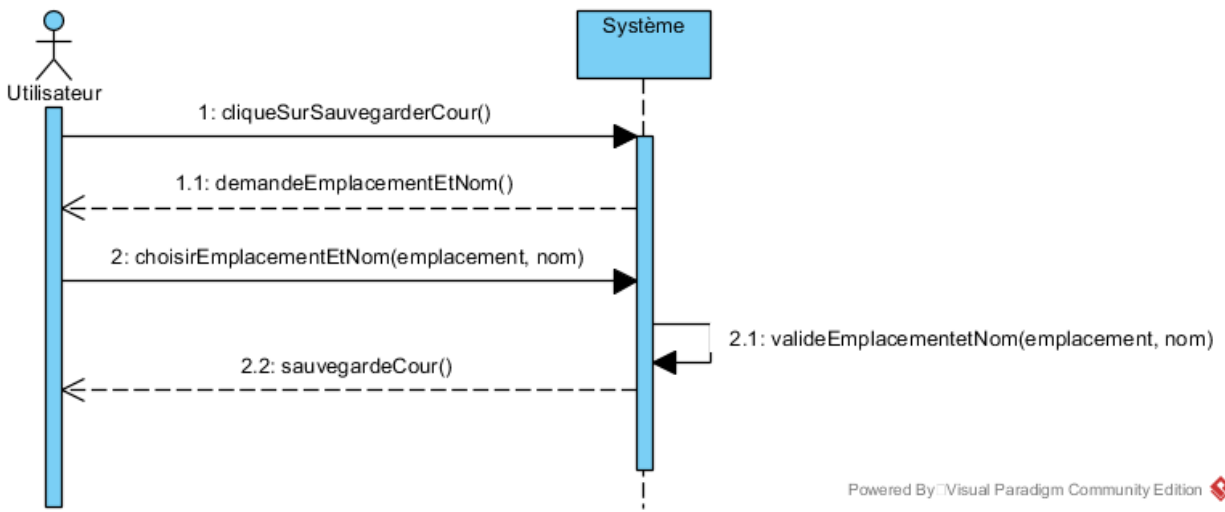 Système
Utilisateur
1: cliqueSurSauvegarderCour()
1.1: demandeEmplacementEtNom()
2: choisirEmplacementEtNom(emplacement, nom)
2.1: valideEmplacementetNom(emplacement, nom)
2.2: sauvegardeCour()
Powered By Visual Paradigm Community Edition